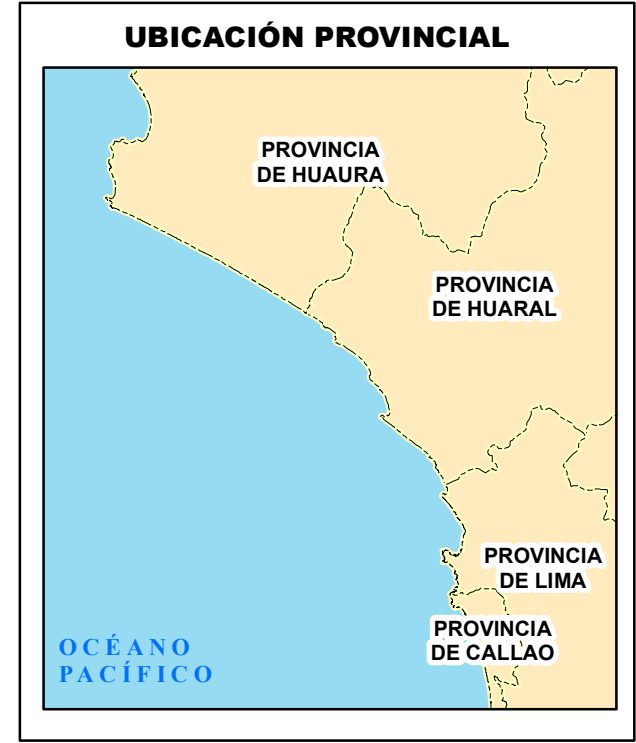 UBICACIÓN PROVINCIAL
PROVINCIA
DE HUAURA
PROVINCIA
DE HUARAL
PROVINCIA
DE LIMA
PROVINCIA
DE CALLAO
OCÉANO
PACÍFICO